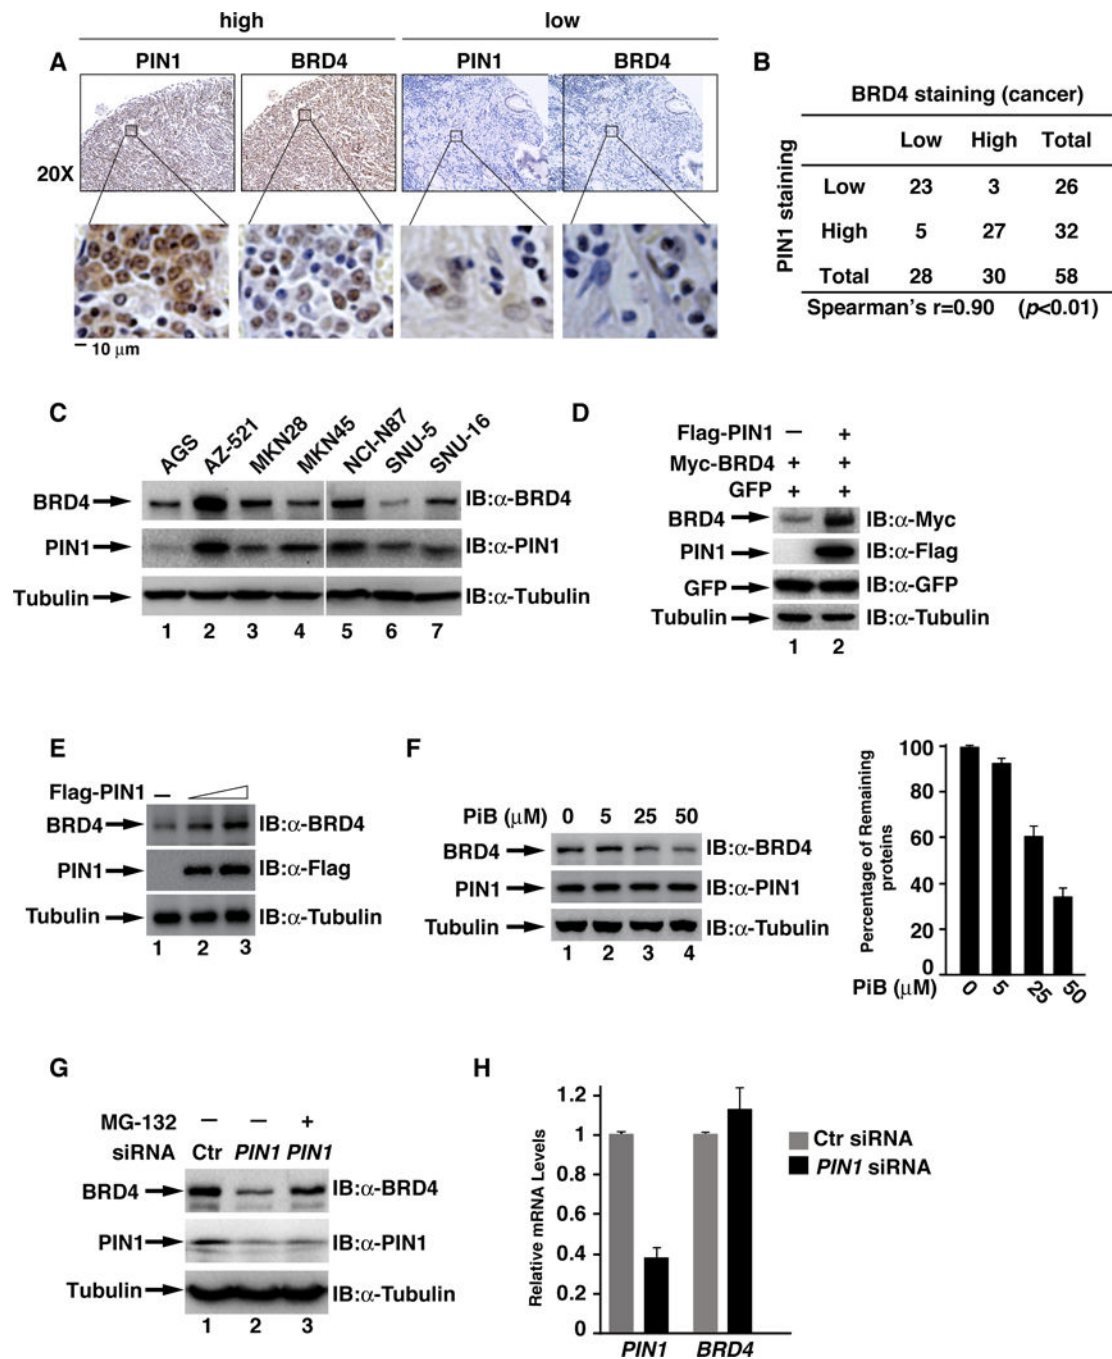 high low
A PIN1 BRD4 PIN1 BRD4
20X
10 μm
B
BRD4 staining (cancer)
PIN1 staining
Low High Total
Low 23 3 26
High 5 27 32
Total 28 30 58
Spearman's r=0.90 (p<0.01)
C
AGS AZ-521 MKN28 MKN45 NCI-N87 SNU-5 SNU-16
BRD4 IB:α-BRD4
PIN1 IB:α-PIN1
Tubulin IB:α-Tubulin
1 2 3 4 5 6 7
D
Flag-PIN1 – +
Myc-BRD4 + +
GFP + +
BRD4 IB:α-Myc
PIN1 IB:α-Flag
GFP IB:α-GFP
Tubulin IB:α-Tubulin
1 2
E
Flag-PIN1 –
BRD4 IB:α-BRD4
PIN1 IB:α-Flag
Tubulin IB:α-Tubulin
1 2 3
F
PiB (μM) 0 5 25 50
BRD4 IB:α-BRD4
PIN1 IB:α-PIN1
Tubulin IB:α-Tubulin
1 2 3 4
Percentage of Remaining
proteins
100
80
60
40
20
0
PiB (μM) 0 5 25 50
G
MG-132 – – +
siRNA Ctr PIN1 PIN1
BRD4 IB:α-BRD4
PIN1 IB:α-PIN1
Tubulin IB:α-Tubulin
1 2 3
H
Relative mRNA Levels
1.2
1
0.8
0.6
0.4
0.2
0
PIN1 BRD4
Ctr siRNA
PIN1 siRNA